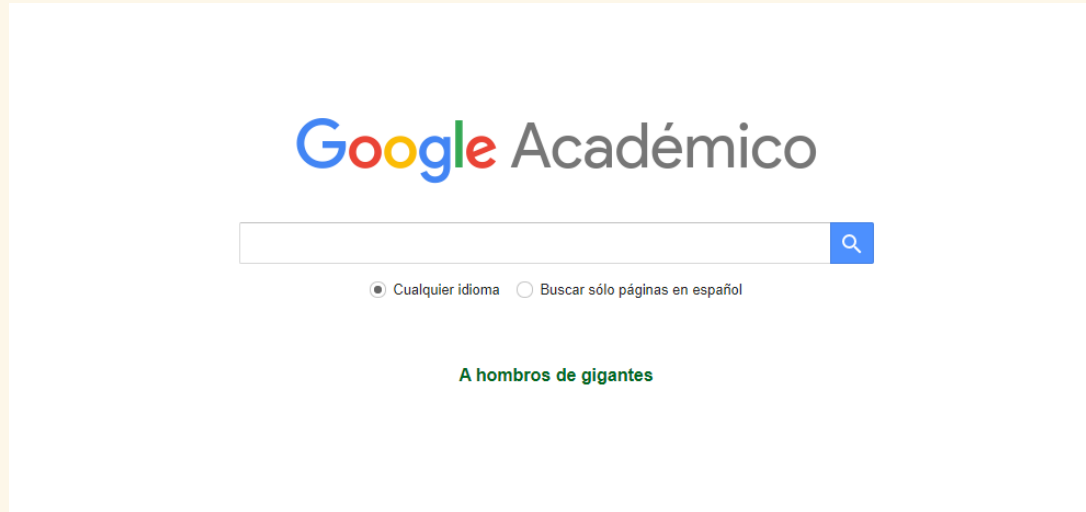 Google Académico
Cualquier idioma Buscar sólo páginas en español
A hombros de gigantes